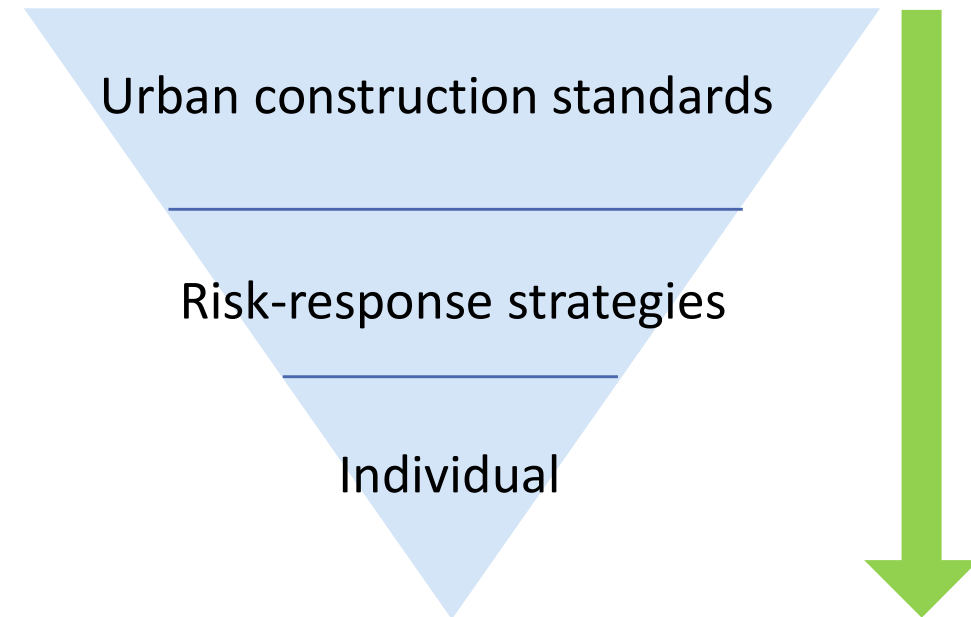 Urban construction standards
Risk-response strategies
Individual